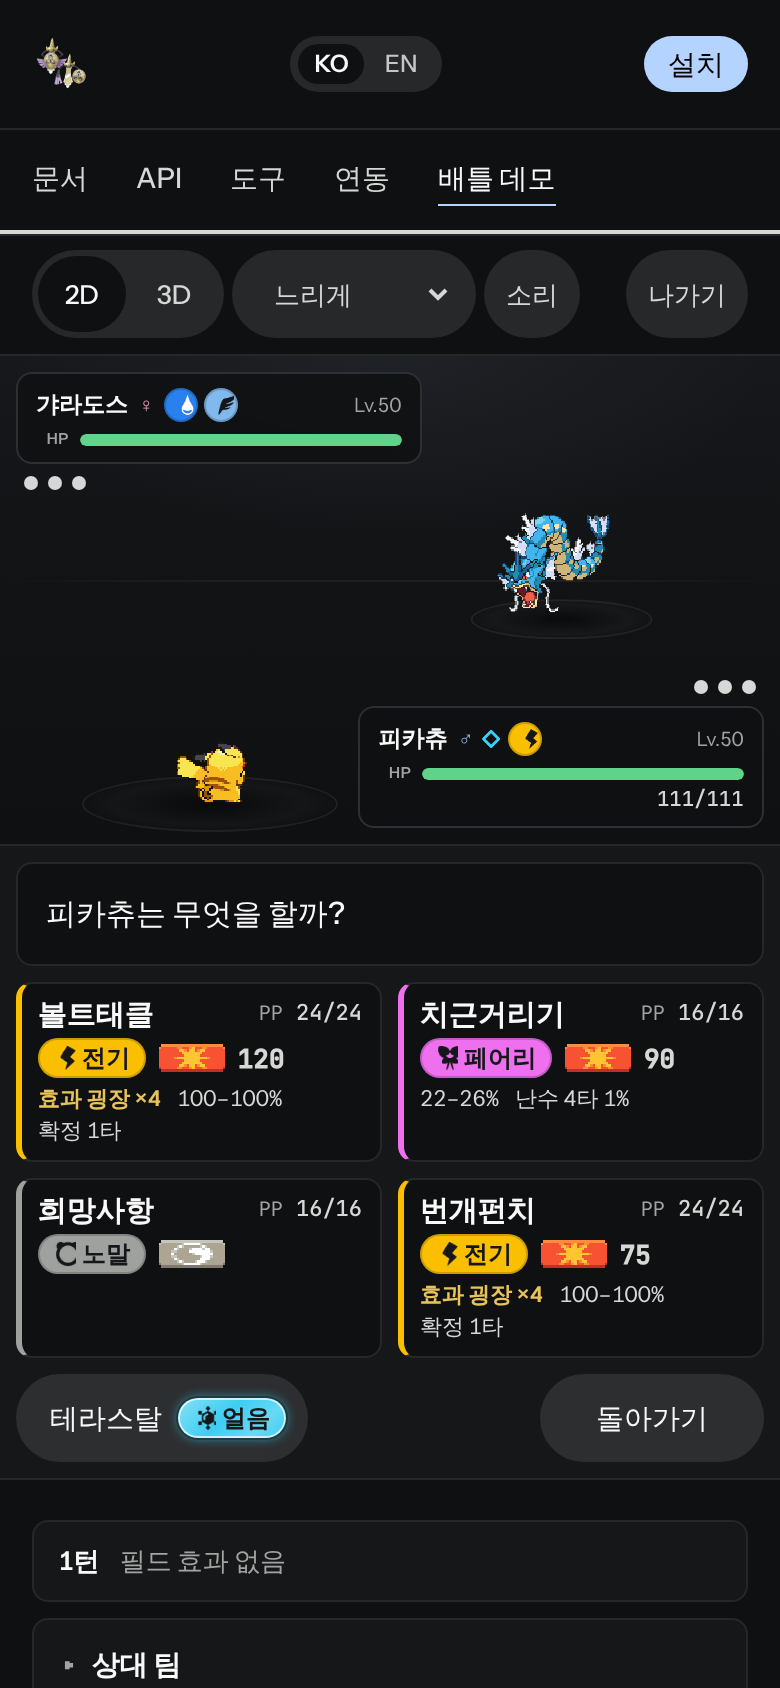 KO EN 설치
문서 API 도구 연동 배틀 데모
2D 3D 느리게 소리 나가기
갸라도스 ♀ Lv.50
HP
피카츄 ♂ Lv.50
HP
111/111
피카츄는 무엇을 할까?
볼트태클 PP 24/24
전기 120
효과 굉장 ×4 100–100%
확정 1타
치근거리기 PP 16/16
페어리 90
22–26% 난수 4타 1%
희망사항 PP 16/16
노말
번개펀치 PP 24/24
전기 75
효과 굉장 ×4 100–100%
확정 1타
테라스탈 얼음 돌아가기
1턴 필드 효과 없음
상대 팀